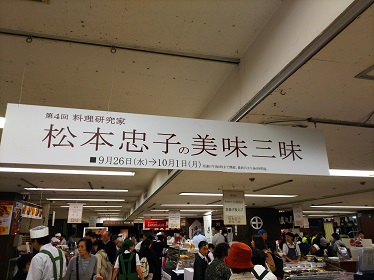 第4回 料理研究家
松本忠子の美味三昧
■9月26日(水)→10月1日(月)